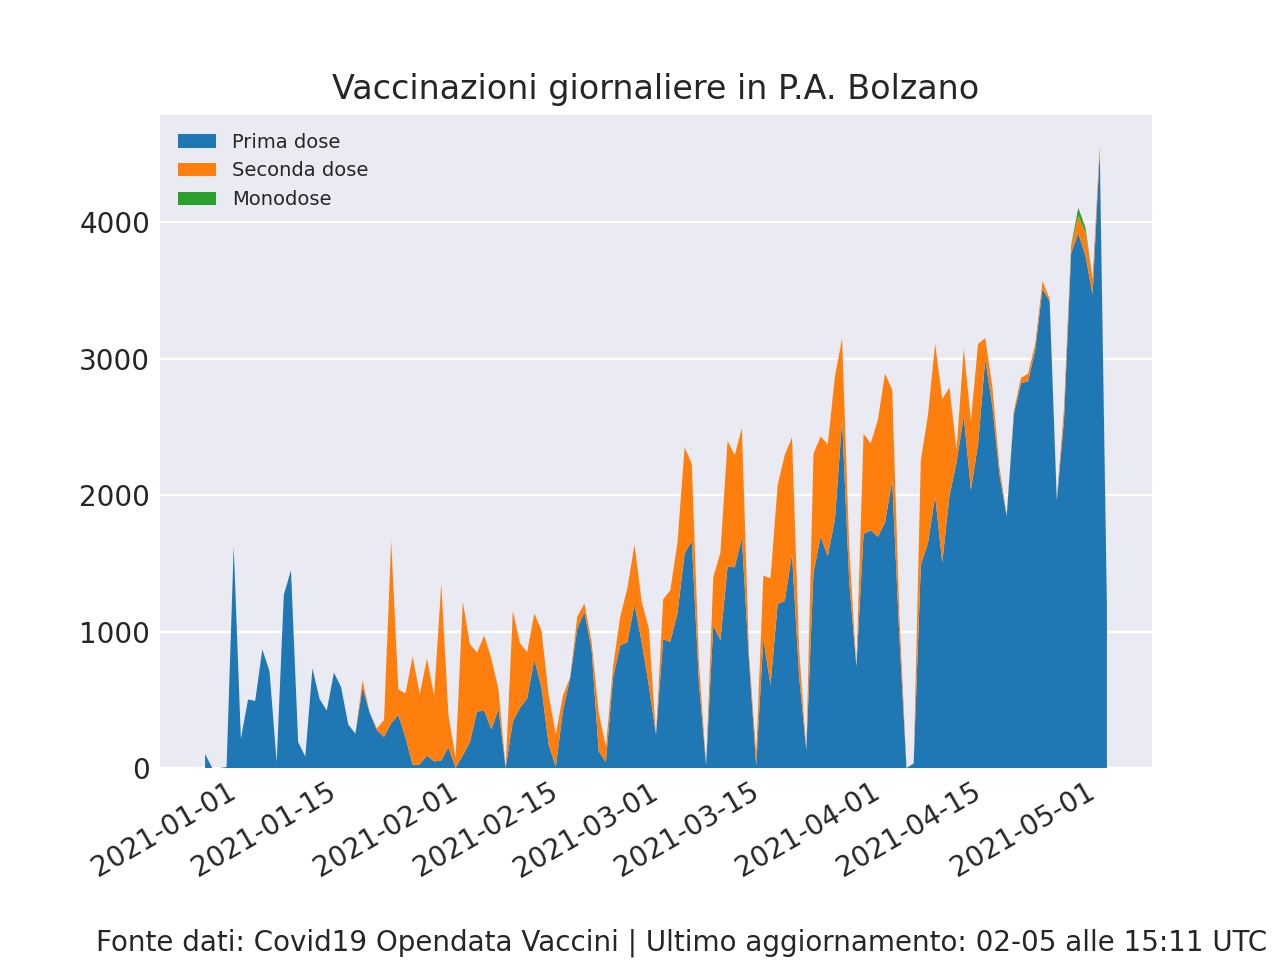 Vaccinazioni giornaliere in P.A. Bolzano
Prima dose
Seconda dose
Monodose
4000
3000
2000
1000
0
2021-01-01
2021-01-15
2021-02-01
2021-02-15
2021-03-01
2021-03-15
2021-04-01
2021-04-15
2021-05-01
Fonte dati: Covid19 Opendata Vaccini | Ultimo aggiornamento: 02-05 alle 15:11 UTC